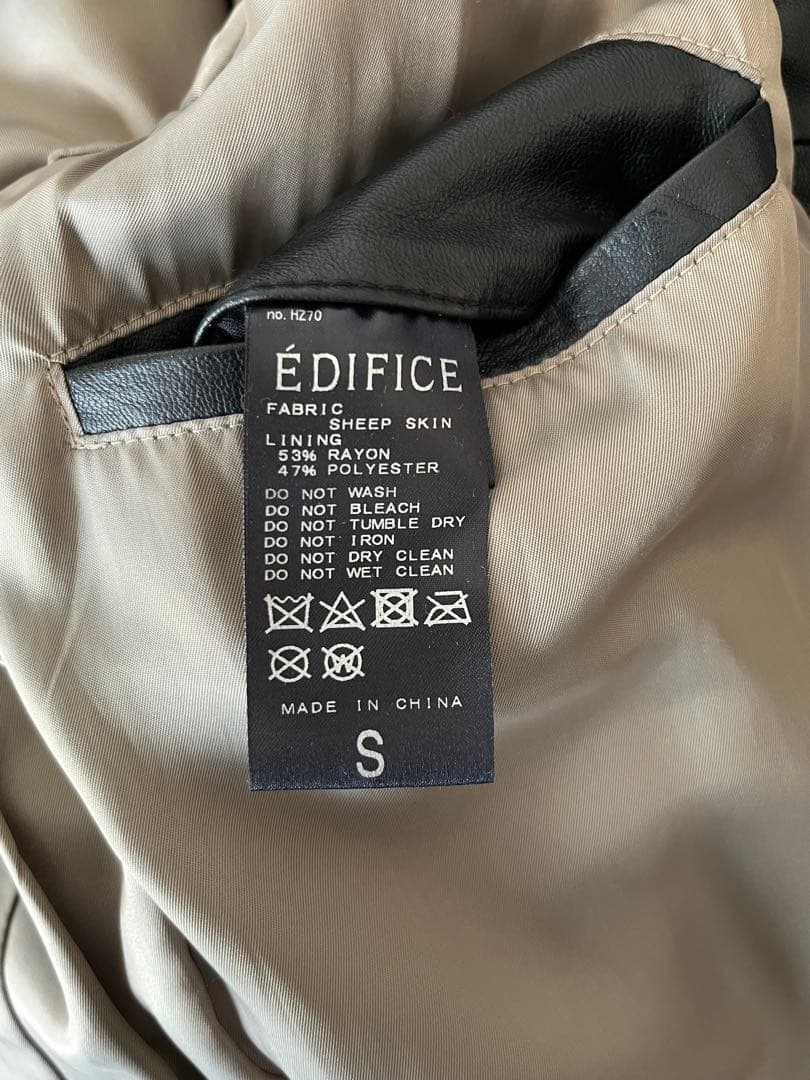 no. HZ70
ÉDIFICE
FABRIC
SHEEP SKIN
LINING
53% RAYON
47% POLYESTER
DO NOT WASH
DO NOT BLEACH
DO NOT TUMBLE DRY
DO NOT IRON
DO NOT DRY CLEAN
DO NOT WET CLEAN
W
MADE IN CHINA
S